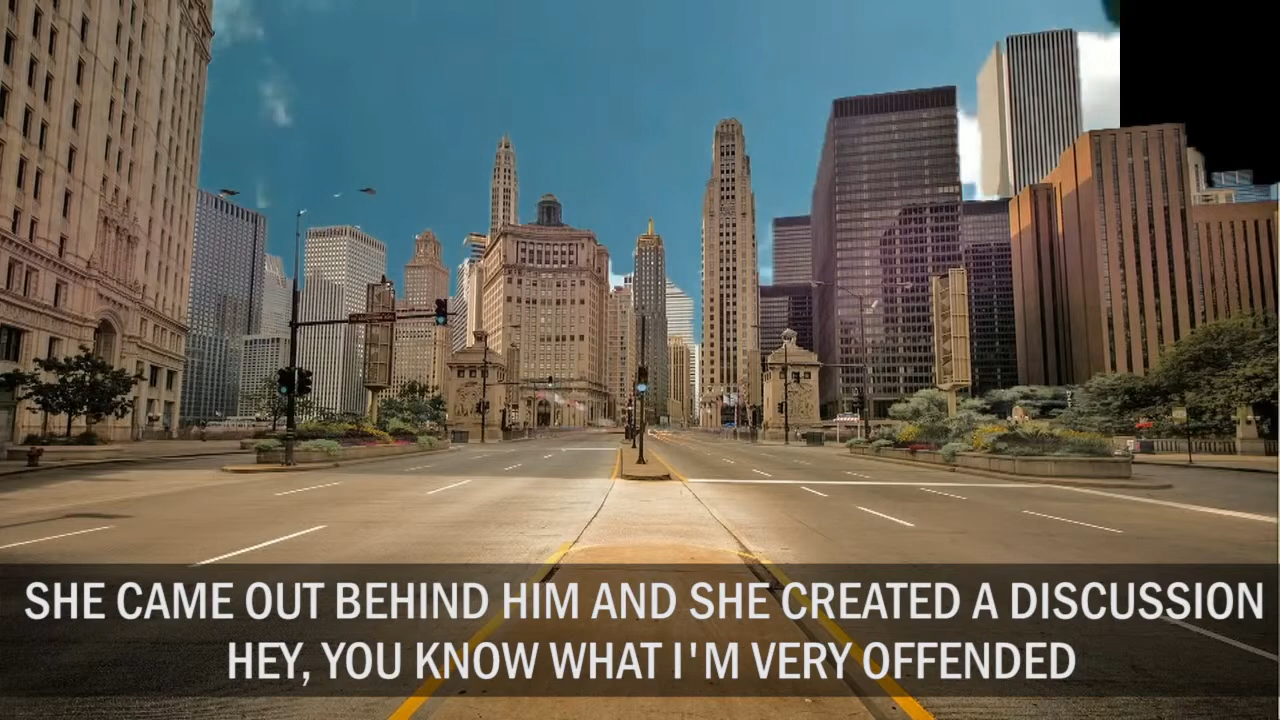 SHE CAME OUT BEHIND HIM AND SHE CREATED A DISCUSSION
HEY, YOU KNOW WHAT I'M VERY OFFENDED